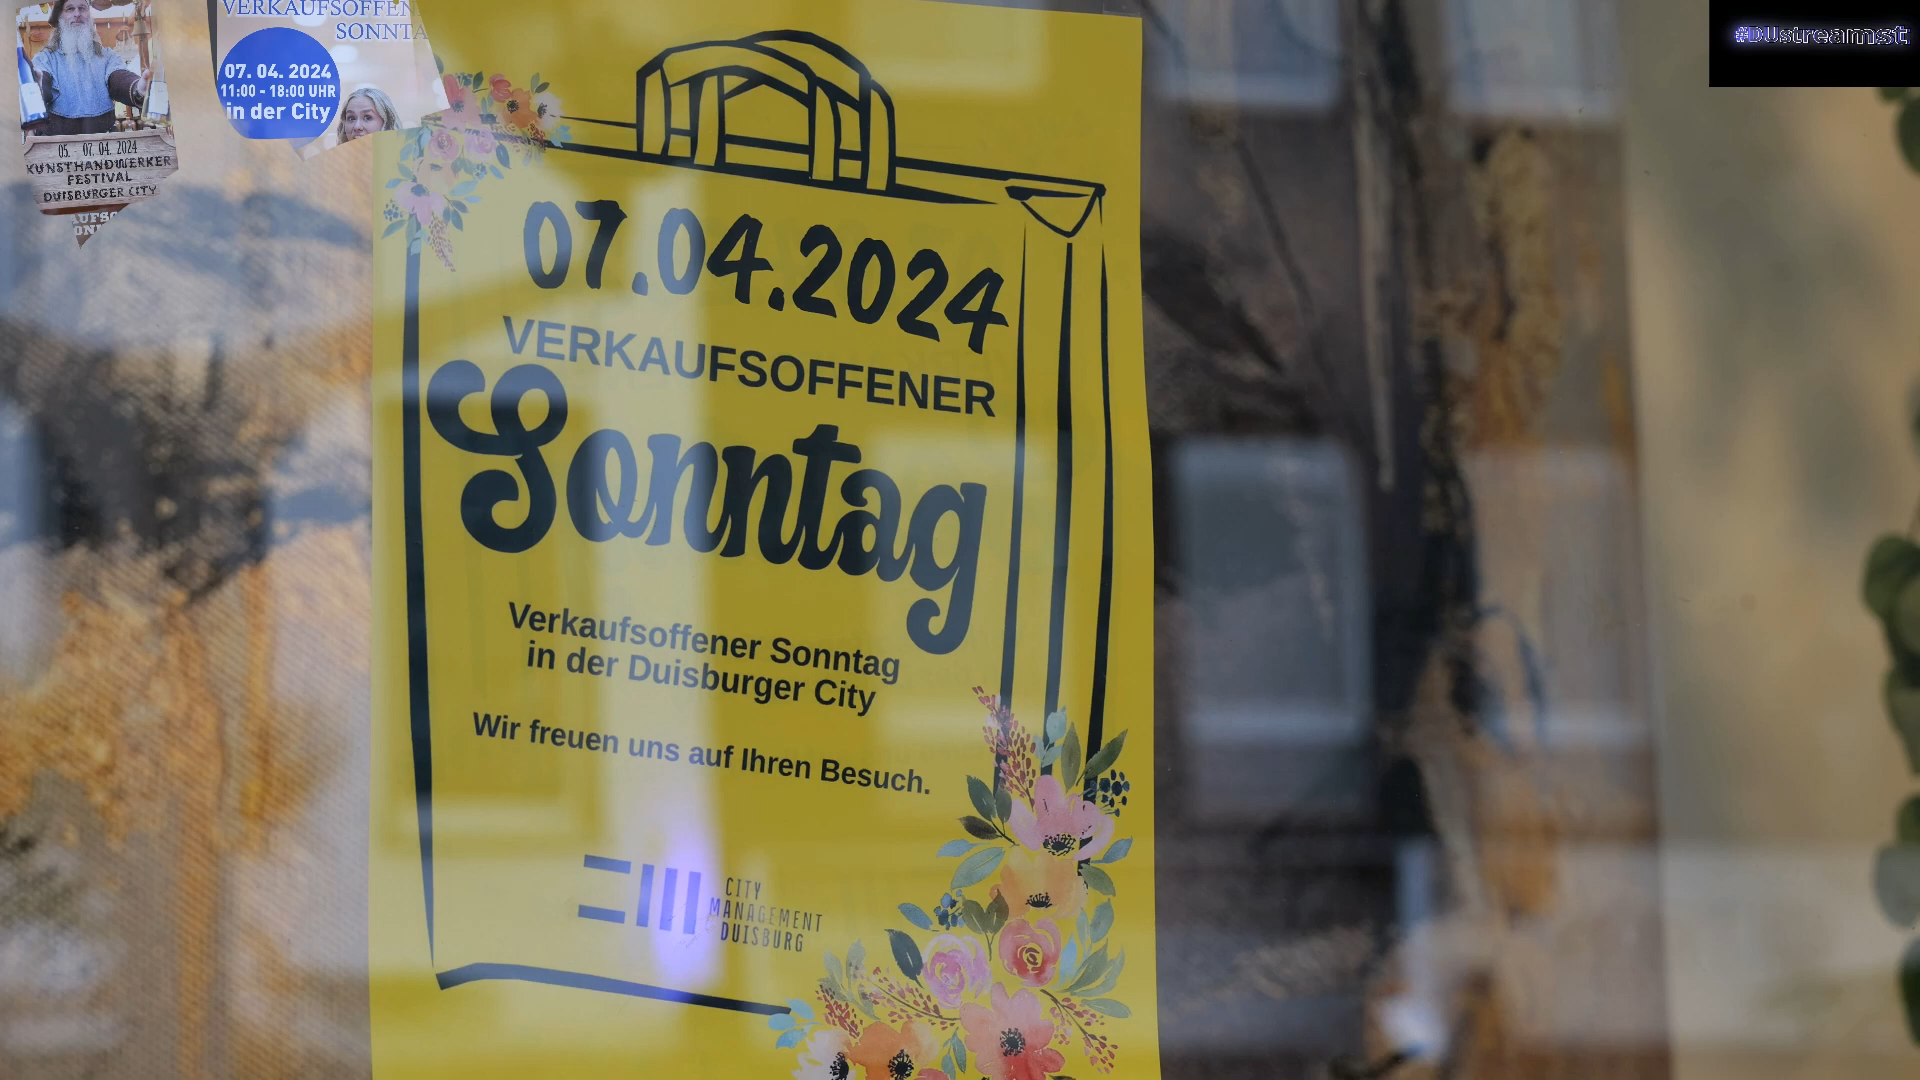 VERKAUFSOFFEN
SONNTA
07. 04. 2024
11:00 - 18:00 UHR
in der City
05. - 07. 04. 2024
KUNSTHANDWERKER
FESTIVAL
DUISBURGER CITY
#DUstreamst
07.04.2024
VERKAUFSOFFENER
Sonntag
Verkaufsoffener Sonntag
in der Duisburger City
Wir freuen uns auf Ihren Besuch.
CITY
MANAGEMENT
DUISBURG